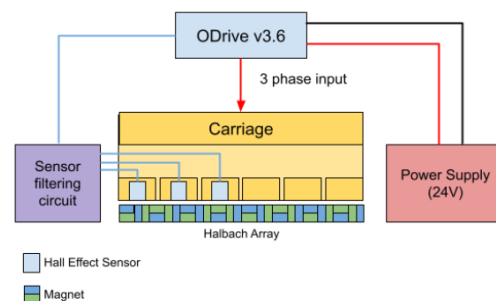 ODrive v3.6
3 phase input
Carriage
Sensor
filtering
circuit
Power Supply
(24V)
Halbach Array
Hall Effect Sensor
Magnet